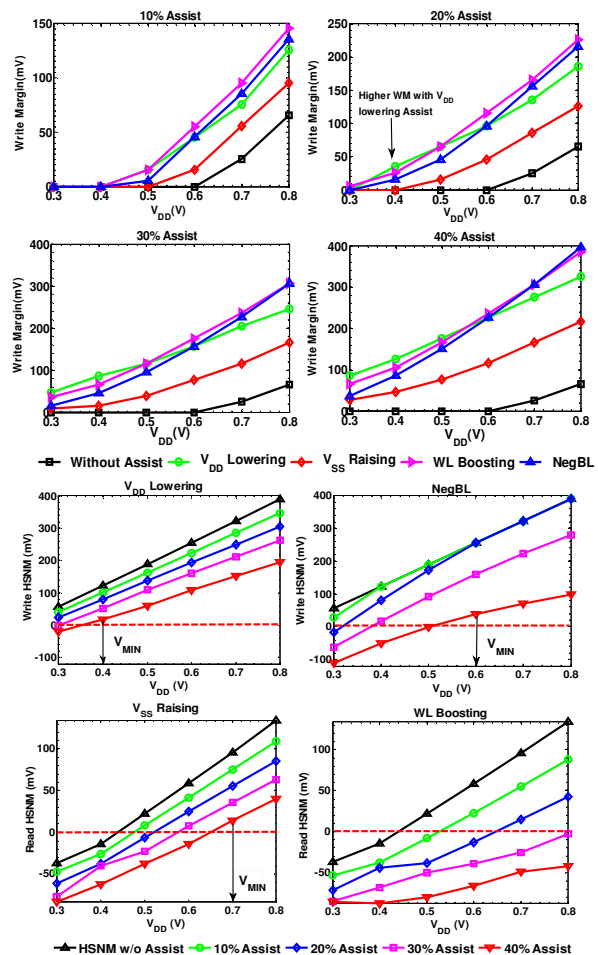 10% Assist
Write Margin(mV)
150
100
50
0
0.3 0.4 0.5 0.6 0.7 0.8
VDD(V)
20% Assist
Write Margin(mV)
250
200
150
100
50
0
Higher WM with VDD
lowering Assist
0.3 0.4 0.5 0.6 0.7 0.8
VDD(V)
30% Assist
Write Margin(mV)
400
300
200
100
0
0.3 0.4 0.5 0.6 0.7 0.8
VDD(V)
40% Assist
Write Margin(mV)
400
300
200
100
0
0.3 0.4 0.5 0.6 0.7 0.8
VDD(V)
Without Assist VDD Lowering VSS Raising WL Boosting NegBL
VDD Lowering
Write HSNM (mV)
400
300
200
100
0
-100
VMIN
0.3 0.4 0.5 0.6 0.7 0.8
VDD (V)
NegBL
Write HSNM (mV)
400
300
200
100
0
-100
VMIN
0.3 0.4 0.5 0.6 0.7 0.8
VDD (V)
VSS Raising
Read HSNM (mV)
100
50
0
-50
VMIN
0.3 0.4 0.5 0.6 0.7 0.8
VDD (V)
WL Boosting
Read HSNM (mV)
100
50
0
-50
0.3 0.4 0.5 0.6 0.7 0.8
VDD (V)
HSNM w/o Assist 10% Assist 20% Assist 30% Assist 40% Assist